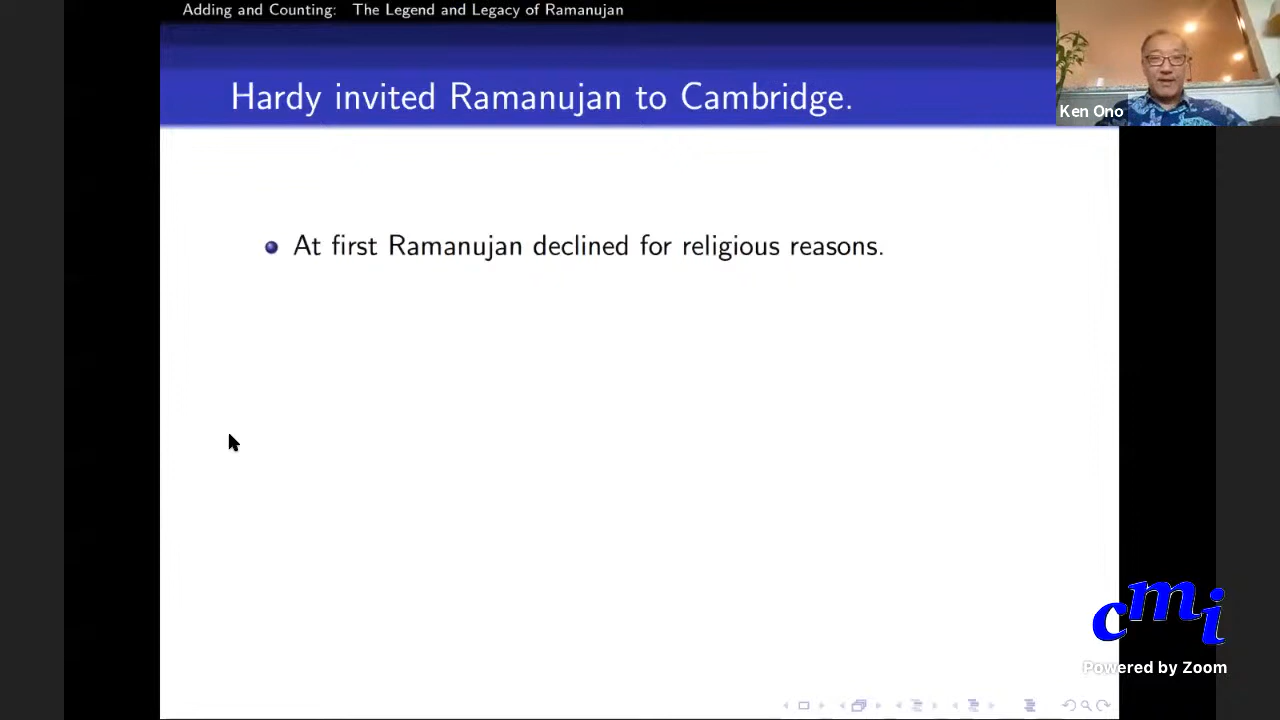 Adding and Counting: The Legend and Legacy of Ramanujan
Hardy invited Ramanujan to Cambridge.
Ken Ono
At first Ramanujan declined for religious reasons.
cmi
Powered by Zoom